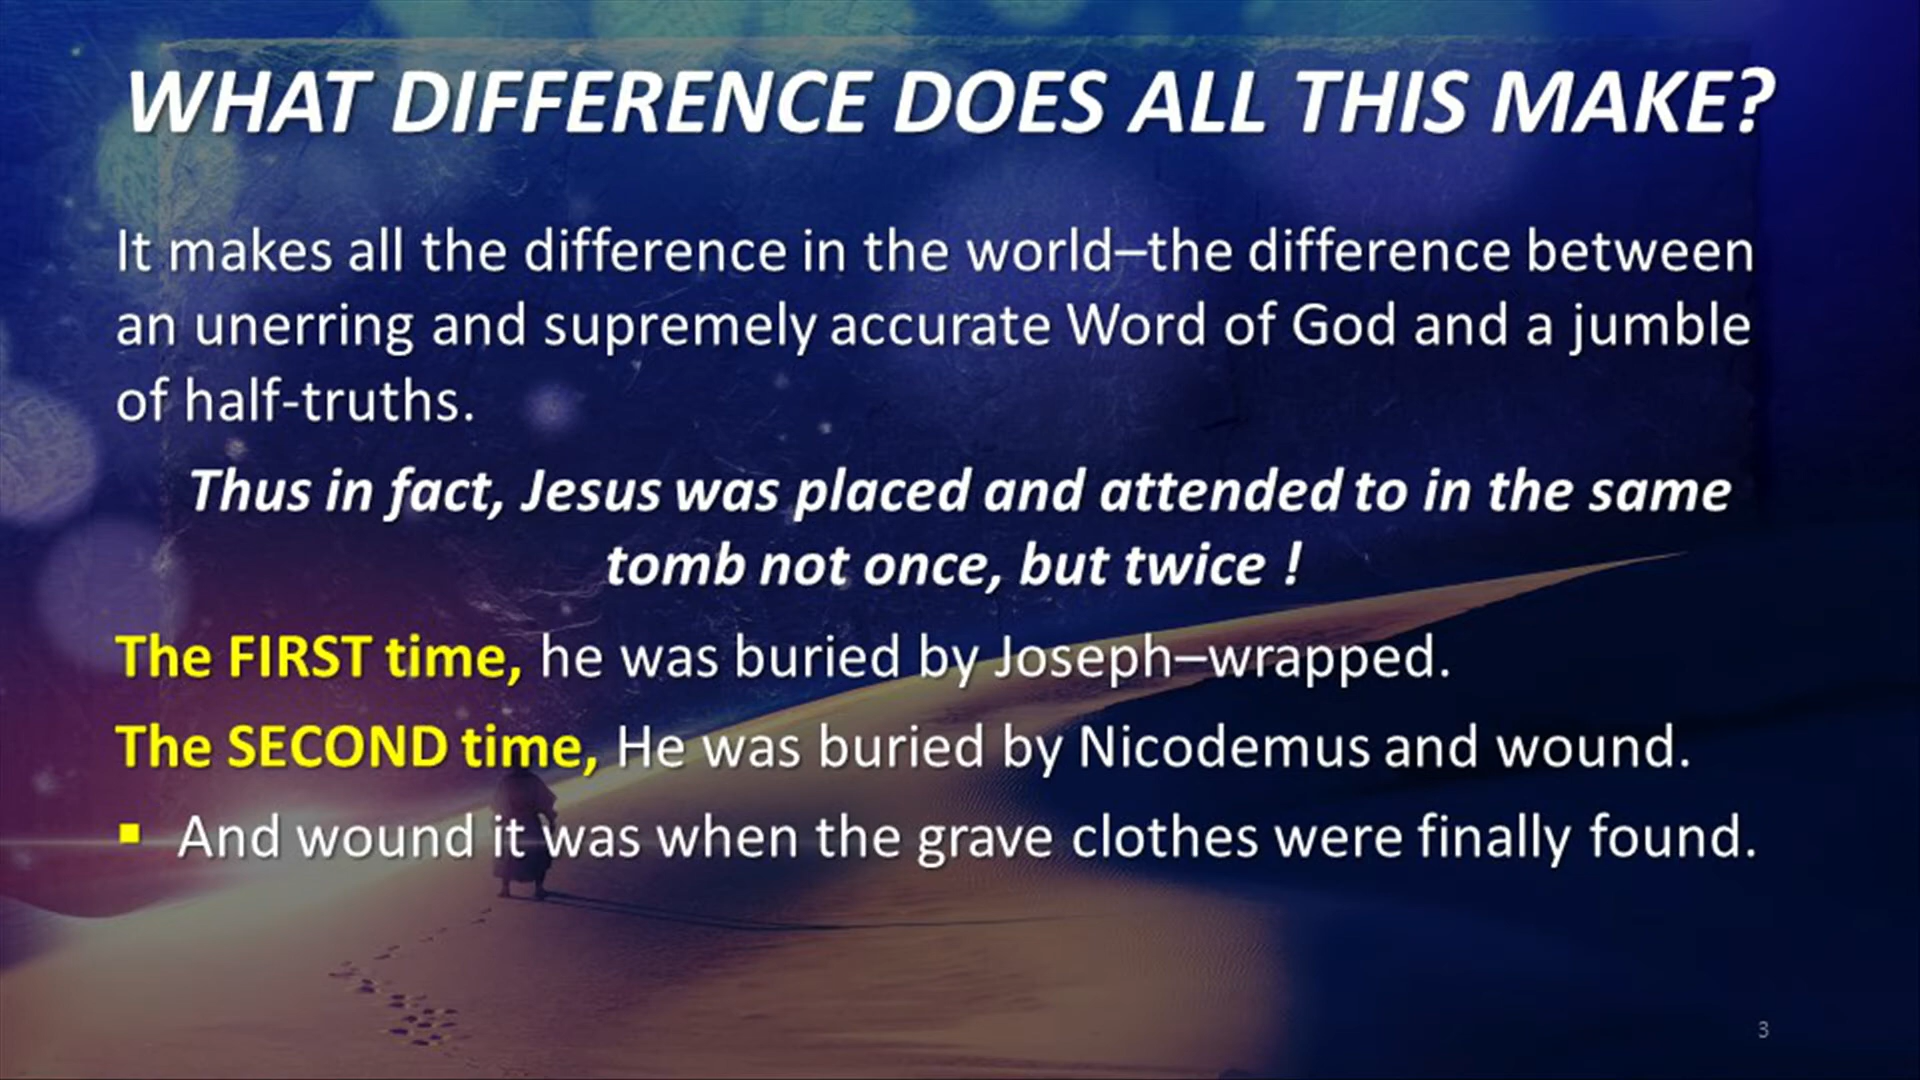 WHAT DIFFERENCE DOES ALL THIS MAKE?
It makes all the difference in the world–the difference between
an unerring and supremely accurate Word of God and a jumble
of half-truths.
Thus in fact, Jesus was placed and attended to in the same
tomb not once, but twice !
The FIRST time, he was buried by Joseph–wrapped.
The SECOND time, He was buried by Nicodemus and wound.
▪ And wound it was when the grave clothes were finally found.
3